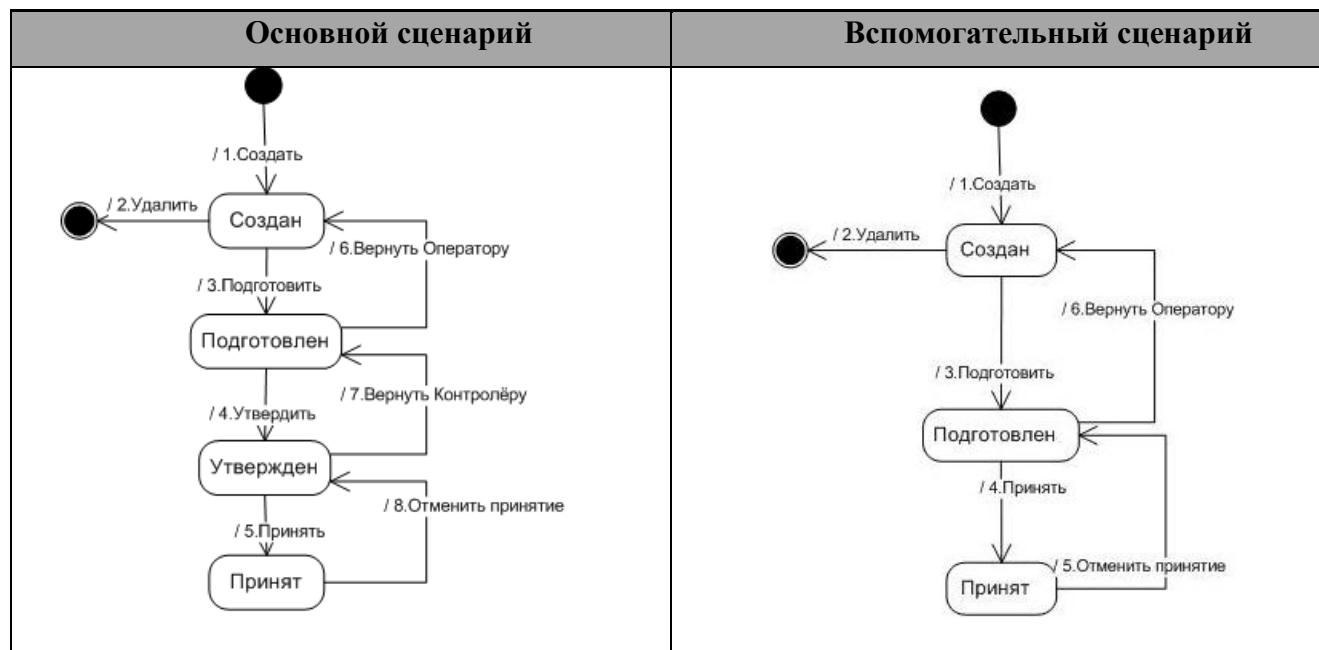 Основной сценарий
Вспомогательный сценарий
/ 1.Создать
/ 2.Удалить
Создан
/ 6.Вернуть Оператору
/ 3.Подготовить
Подготовлен
/ 7.Вернуть Контролёру
/ 4.Утвердить
Утвержден
/ 8.Отменить принятие
/ 5.Принять
Принят
/ 1.Создать
/ 2.Удалить
Создан
/ 6.Вернуть Оператору
/ 3.Подготовить
Подготовлен
/ 4.Принять
/ 5.Отменить принятие
Принят